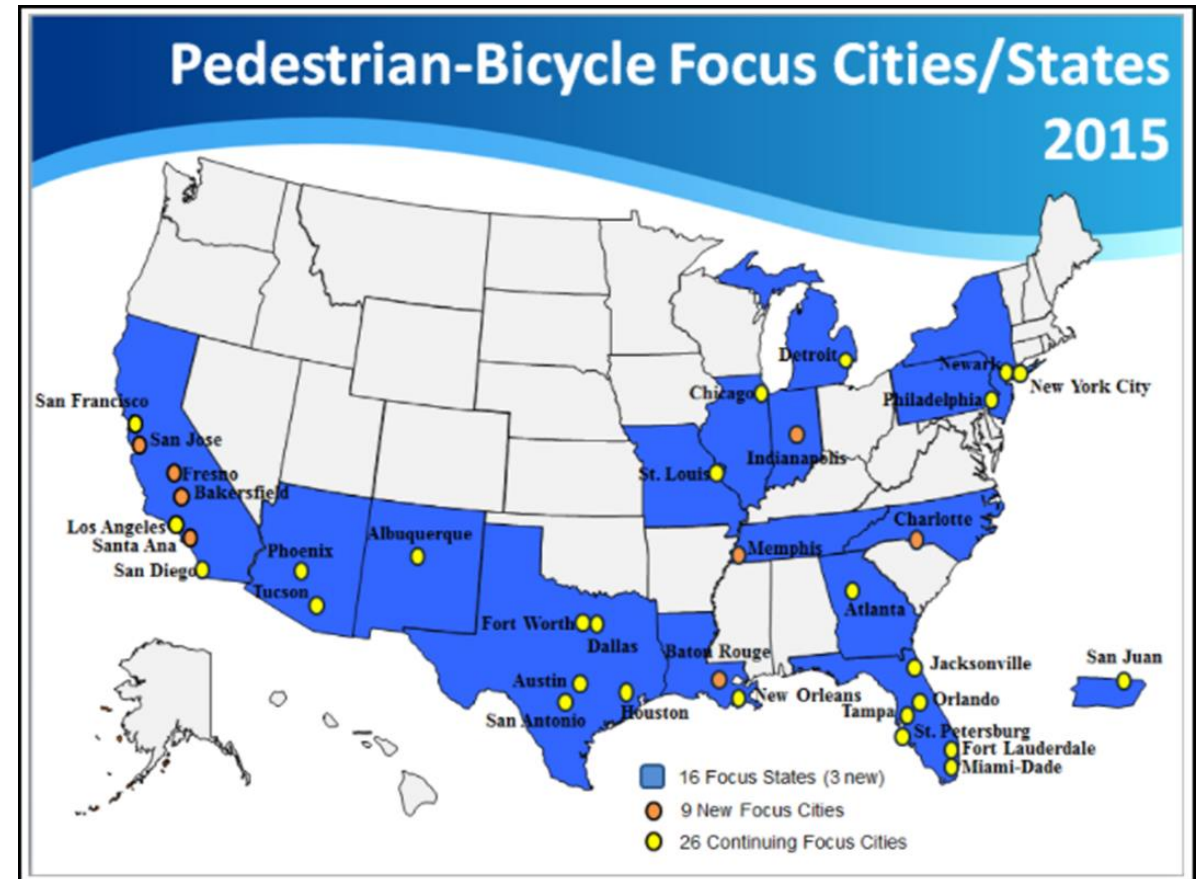 Pedestrian-Bicycle Focus Cities/States
2015
Detroit
Newark
New York City
Chicago
Philadelphia
San Francisco
San Jose
Indianapolis
St. Louis
Fresno
Bakersfield
Charlotte
Los Angeles
Albuquerque
Santa Ana
Phoenix
Memphis
San Diego
Tucson
Atlanta
Fort Worth
Dallas
Baton Rouge
San Juan
Jacksonville
Austin
New Orleans
Orlando
San Antonio
Houston
Tampa
St. Petersburg
Fort Lauderdale
Miami-Dade
16 Focus States (3 new)
9 New Focus Cities
26 Continuing Focus Cities